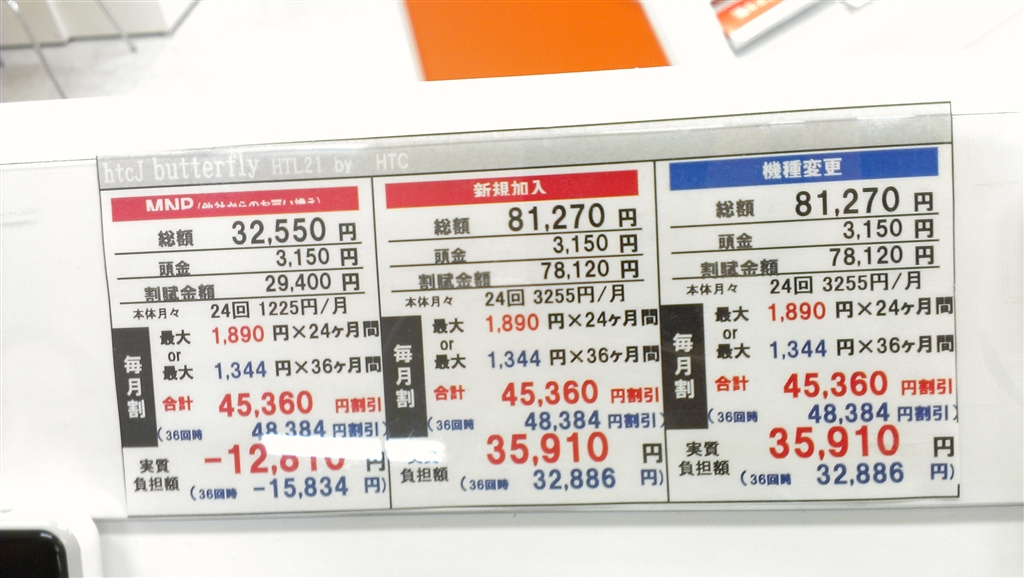 htcJ butterfly HTL21 by HTC
MNP (他社からのお買い換え)
総額 32,550 円
頭金 3,150 円
割賦金額 29,400 円
本体月々 24回 1225円/月
毎月割
最大 1,890 円×24ヶ月間
or
最大 1,344 円×36ヶ月間
合計 45,360 円割引
(36回時 48,384 円割引)
実質負担額 -12,810 円
(36回時 -15,834 円)
新規加入
総額 81,270 円
頭金 3,150 円
割賦金額 78,120 円
本体月々 24回 3255円/月
毎月割
最大 1,890 円×24ヶ月間
or
最大 1,344 円×36ヶ月間
合計 45,360 円割引
(36回時 48,384 円割引)
負担額 35,910 円
(36回時 32,886 円)
機種変更
総額 81,270 円
頭金 3,150 円
割賦金額 78,120 円
本体月々 24回 3255円/月
毎月割
最大 1,890 円×24ヶ月間
or
最大 1,344 円×36ヶ月間
合計 45,360 円割引
(36回時 48,384 円割引)
実質負担額 35,910 円
(36回時 32,886 円)